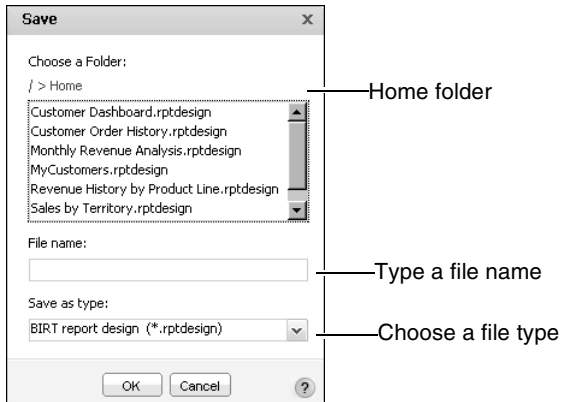 Save x
Choose a Folder:
/ > Home
Home folder
Customer Dashboard.rptdesign
Customer Order History.rptdesign
Monthly Revenue Analysis.rptdesign
MyCustomers.rptdesign
Revenue History by Product Line.rptdesign
Sales by Territory.rptdesign
File name:
Type a file name
Save as type:
BIRT report design (*.rptdesign)
Choose a file type
OK Cancel ?